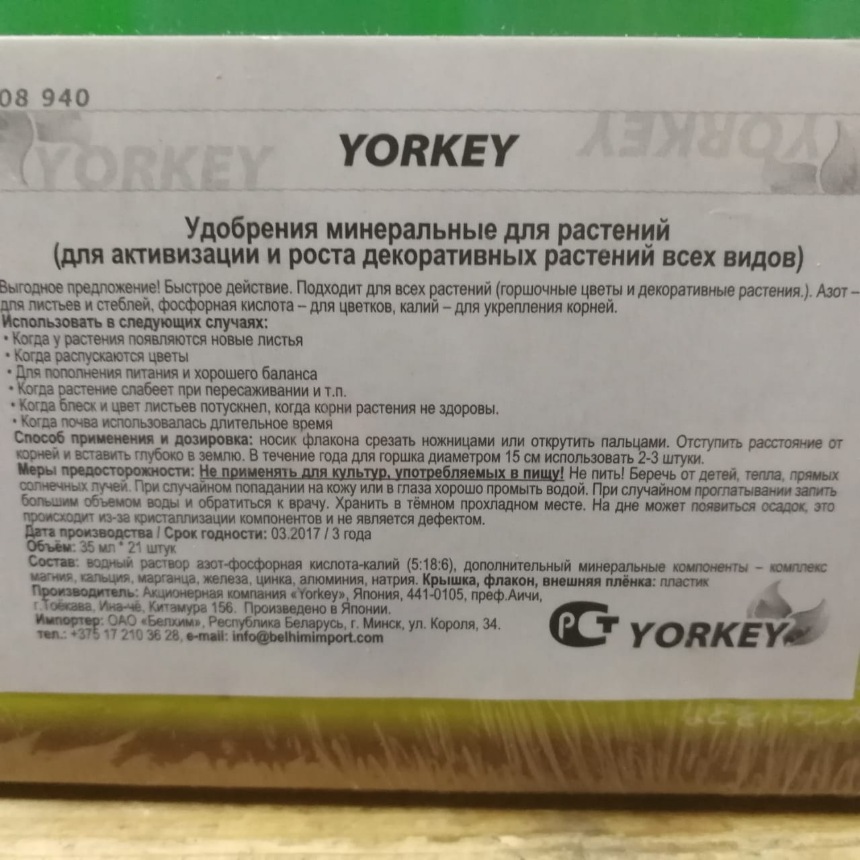 08 940
YORKEY
YORKEY
YORKEY
Удобрения минеральные для растений
(для активизации и роста декоративных растений всех видов)
Выгодное предложение! Быстрое действие. Подходит для всех растений (горшочные цветы и декоративные растения.). Азот –
для листьев и стеблей, фосфорная кислота – для цветков, калий – для укрепления корней.
Использовать в следующих случаях:
• Когда у растения появляются новые листья
• Когда распускаются цветы
• Для пополнения питания и хорошего баланса
• Когда растение слабеет при пересаживании и т.п.
• Когда блеск и цвет листьев потускнел, когда корни растения не здоровы.
• Когда почва использовалась длительное время
Способ применения и дозировка: носик флакона срезать ножницами или открутить пальцами. Отступить расстояние от
корней и вставить глубоко в землю. В течение года для горшка диаметром 15 см использовать 2-3 штуки.
Меры предосторожности: Не применять для культур, употребляемых в пищу! Не пить! Беречь от детей, тепла, прямых
солнечных лучей. При случайном попадании на кожу или в глаза хорошо промыть водой. При случайном проглатывании запить
большим объемом воды и обратиться к врачу. Хранить в тёмном прохладном месте. На дне может появиться осадок, это
происходит из-за кристаллизации компонентов и не является дефектом.
Дата производства / Срок годности: 03.2017 / 3 года
Объём: 35 мл * 21 штук
Состав: водный раствор азот-фосфорная кислота-калий (5:18:6), дополнительный минеральные компоненты – комплекс
магния, кальция, марганца, железа, цинка, алюминия, натрия. Крышка, флакон, внешняя плёнка: пластик
Производитель: Акционерная компания «Yorkey», Япония, 441-0105, преф.Аичи,
г.Тоёкава, Ина-чё, Китамура 156. Произведено в Японии.
Импортер: ОАО «Белхим», Республика Беларусь, г. Минск, ул. Короля, 34.
тел.: +375 17 210 36 28, e-mail: info@belhimimport.com
РСТ YORKEY